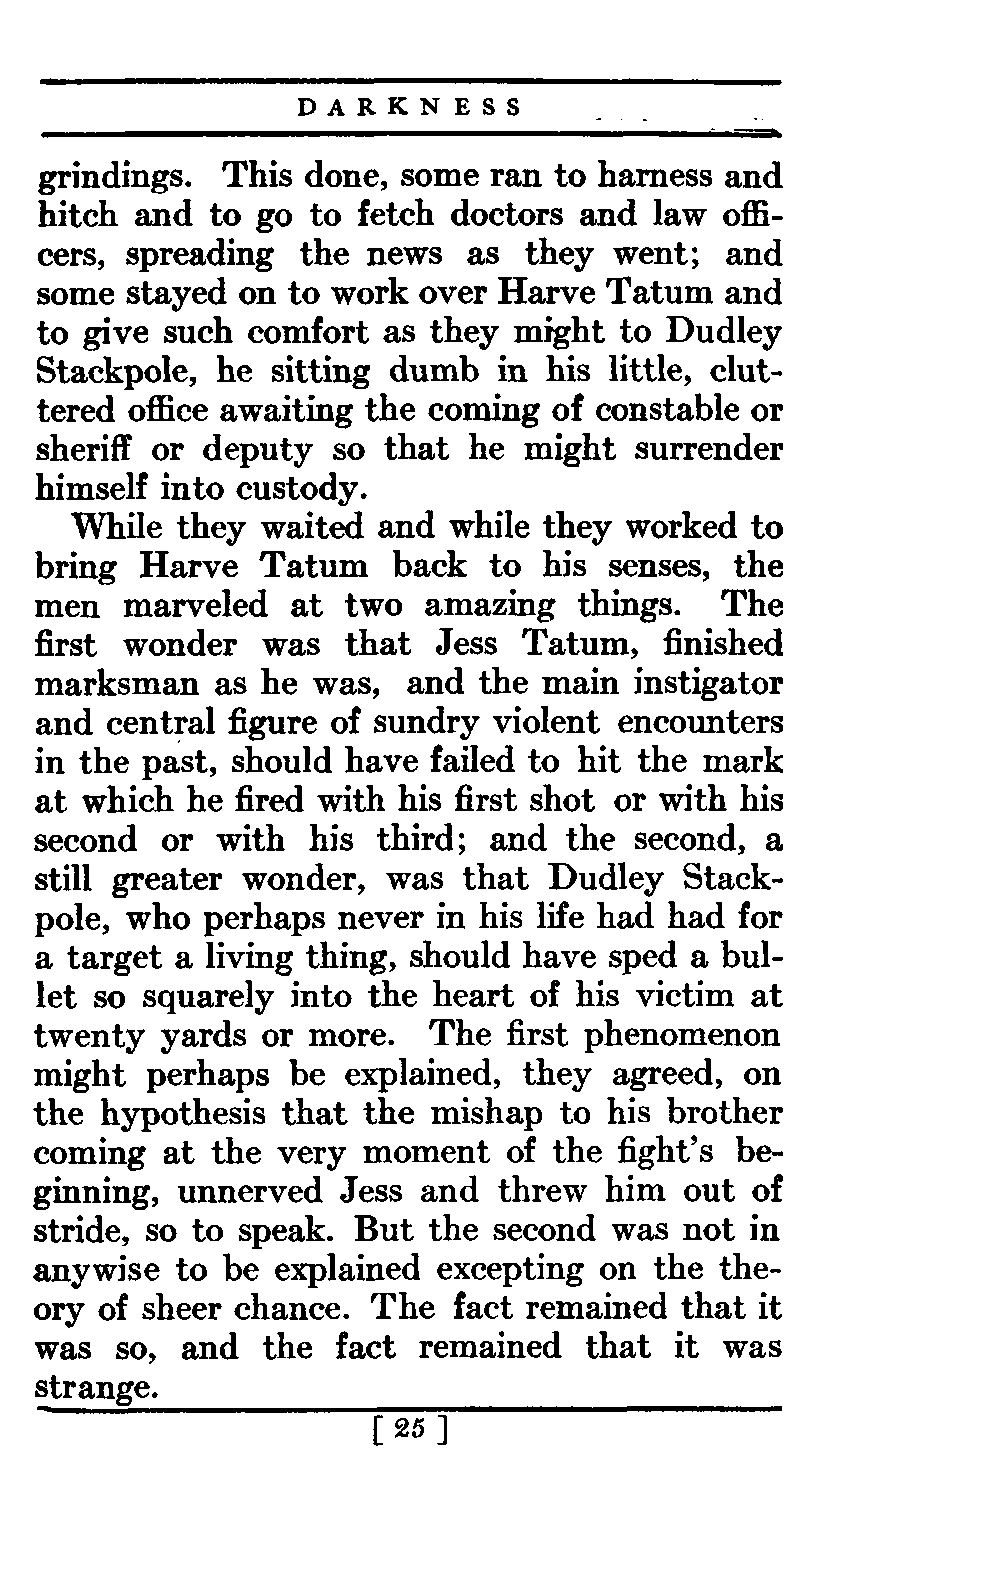 DARKNESS
grindings. This done, some ran to harness and
hitch and to go to fetch doctors and law offi-
cers, spreading the news as they went; and
some stayed on to work over Harve Tatum and
to give such comfort as they might to Dudley
Stackpole, he sitting dumb in his little, clut-
tered office awaiting the coming of constable or
sheriff or deputy so that he might surrender
himself into custody.
While they waited and while they worked to
bring Harve Tatum back to his senses, the
men marveled at two amazing things. The
first wonder was that Jess Tatum, finished
marksman as he was, and the main instigator
and central figure of sundry violent encounters
in the past, should have failed to hit the mark
at which he fired with his first shot or with his
second or with his third; and the second, a
still greater wonder, was that Dudley Stack-
pole, who perhaps never in his life had had for
a target a living thing, should have sped a bul-
let so squarely into the heart of his victim at
twenty yards or more. The first phenomenon
might perhaps be explained, they agreed, on
the hypothesis that the mishap to his brother
coming at the very moment of the fight's be-
ginning, unnerved Jess and threw him out of
stride, so to speak. But the second was not in
anywise to be explained excepting on the the-
ory of sheer chance. The fact remained that it
was so, and the fact remained that it was
strange.
[ 25 ]